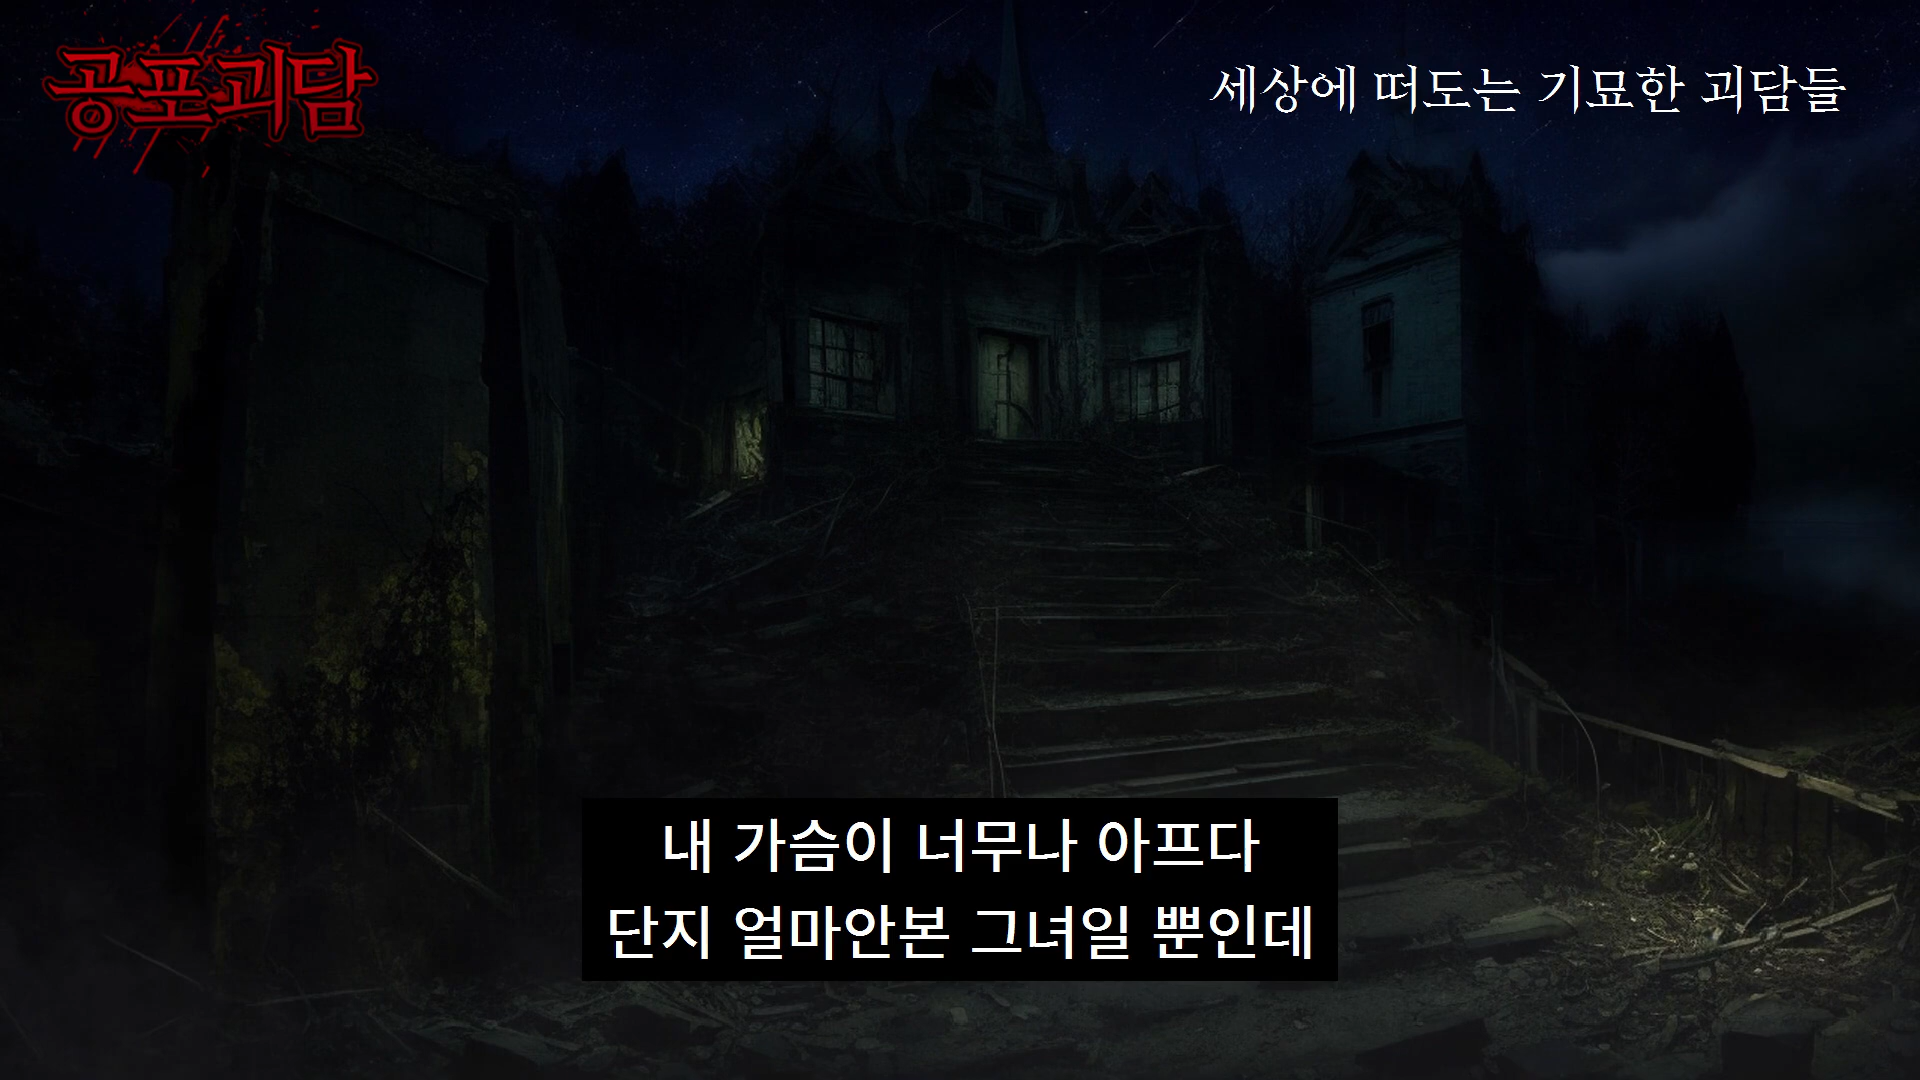 공포괴담
세상에 떠도는 기묘한 괴담들
내 가슴이 너무나 아프다
단지 얼마안본 그녀일 뿐인데